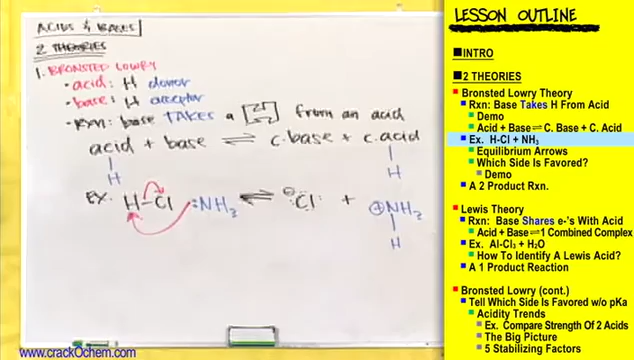 ACIDS & BASES
2 THEORIES
1. BRONSTED LOWRY
• acid: H donor
• base: H acceptor
• Rxn: base TAKES a [H] from an acid
acid + base ⇌ c.base + c.acid
H
H
EX. H–Cl :NH₃ ⇌ ⊖:Cl: + ⊕NH₃
H
www.crackOchem.com
LESSON OUTLINE
INTRO
2 THEORIES
Bronsted Lowry Theory
Rxn: Base Takes H From Acid
Demo
Acid + Base⇌ C. Base + C. Acid
Ex. H-Cl + NH₃
Equilibrium Arrows
Which Side Is Favored?
Demo
A 2 Product Rxn.
Lewis Theory
Rxn: Base Shares e-'s With Acid
Acid + Base⇌1 Combined Complex
Ex. Al-Cl₃ + H₂O
How To Identify A Lewis Acid?
A 1 Product Reaction
Bronsted Lowry (cont.)
Tell Which Side Is Favored w/o pKa
Acidity Trends
Ex. Compare Strength Of 2 Acids
The Big Picture
5 Stabilizing Factors